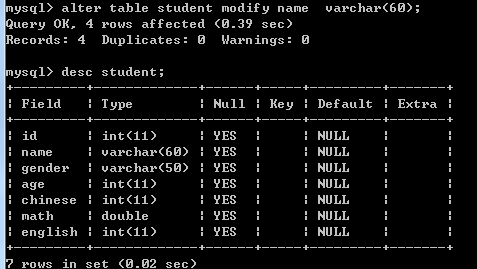 mysql> alter table student modify name  varchar(60);
Query OK, 4 rows affected (0.39 sec)
Records: 4  Duplicates: 0  Warnings: 0
mysql> desc student;
+---------+-------------+------+-----+---------+-------+
| Field   | Type        | Null | Key | Default | Extra |
+---------+-------------+------+-----+---------+-------+
| id      | int(11)     | YES  |     | NULL    |       |
| name    | varchar(60) | YES  |     | NULL    |       |
| gender  | varchar(50) | YES  |     | NULL    |       |
| age     | int(11)     | YES  |     | NULL    |       |
| chinese | int(11)     | YES  |     | NULL    |       |
| math    | double      | YES  |     | NULL    |       |
| english | int(11)     | YES  |     | NULL    |       |
+---------+-------------+------+-----+---------+-------+
7 rows in set (0.02 sec)